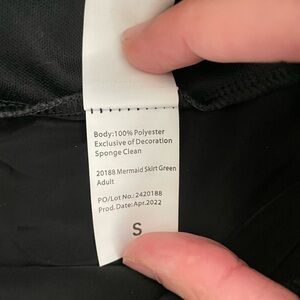 Body:100% Polyester
Exclusive of Decoration
Sponge Clean
20188 Mermaid Skirt Green
Adult
PO/Lot No.: 2420188
Prod. Date: Apr.2022
S